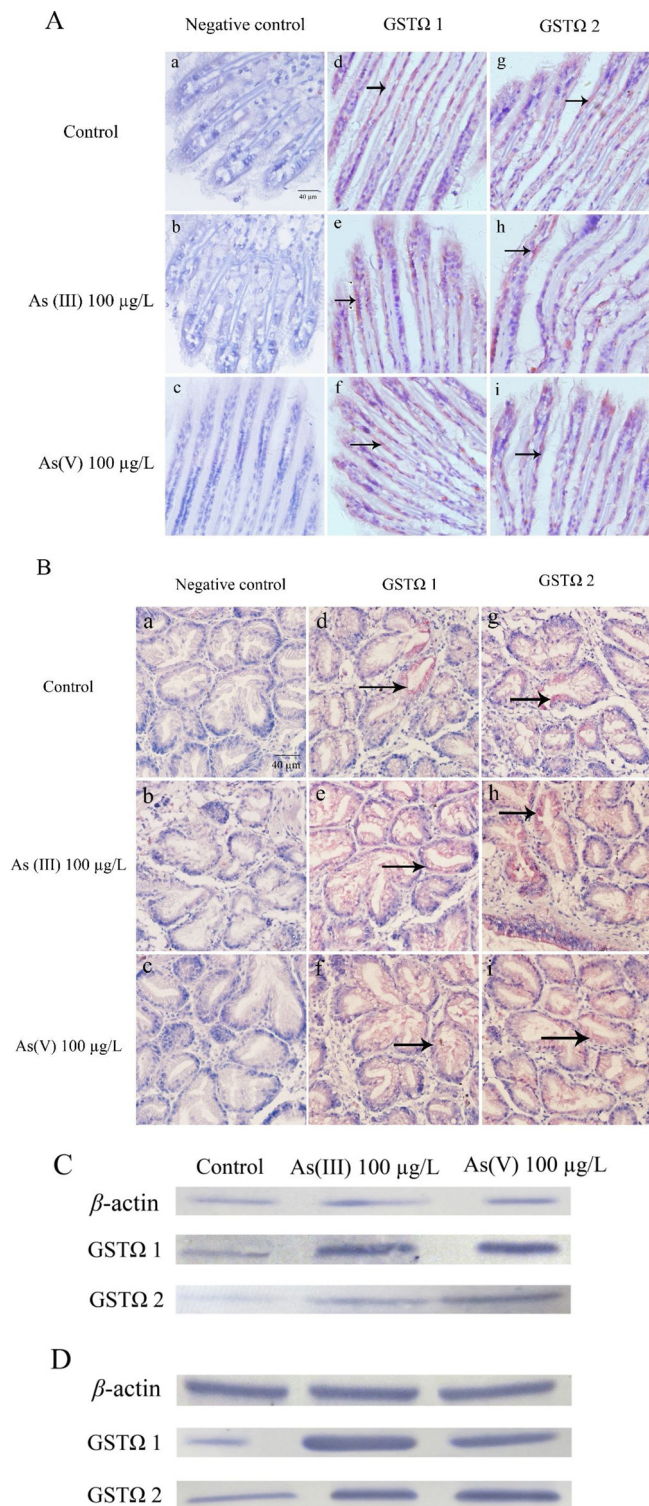 A
Negative control GSTΩ 1 GSTΩ 2
a d g
Control
40 µm
b e h
As (III) 100 µg/L
c f i
As(V) 100 µg/L
B
Negative control GSTΩ 1 GSTΩ 2
a d g
Control
40 µm
b e h
As (III) 100 µg/L
c f i
As(V) 100 µg/L
C
Control As(III) 100 µg/L As(V) 100 µg/L
β-actin
GSTΩ 1
GSTΩ 2
D
β-actin
GSTΩ 1
GSTΩ 2